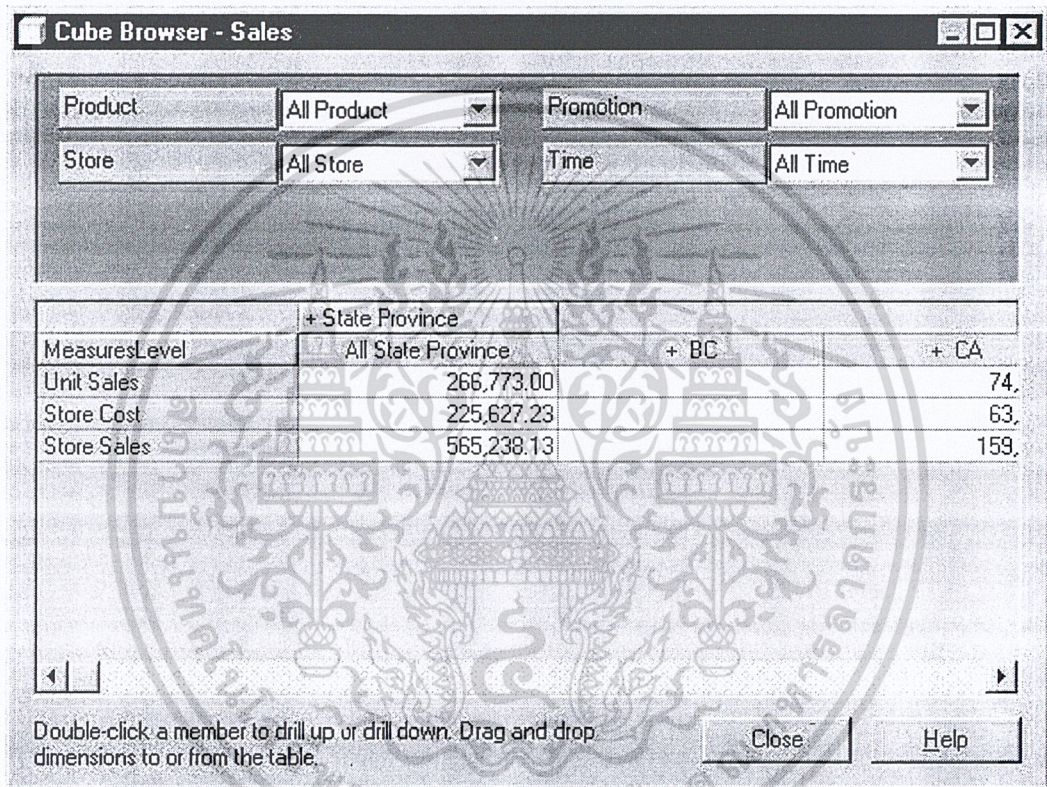 Cube Browser - Sales
Product All Product Promotion All Promotion
Store All Store Time All Time
+ State Province
MeasuresLevel All State Province + BC + CA
Unit Sales 266,773.00 74,
Store Cost 225,627.23 63,
Store Sales 565,238.13 159,
Double-click a member to drill up or drill down. Drag and drop
dimensions to or from the table.
Close Help